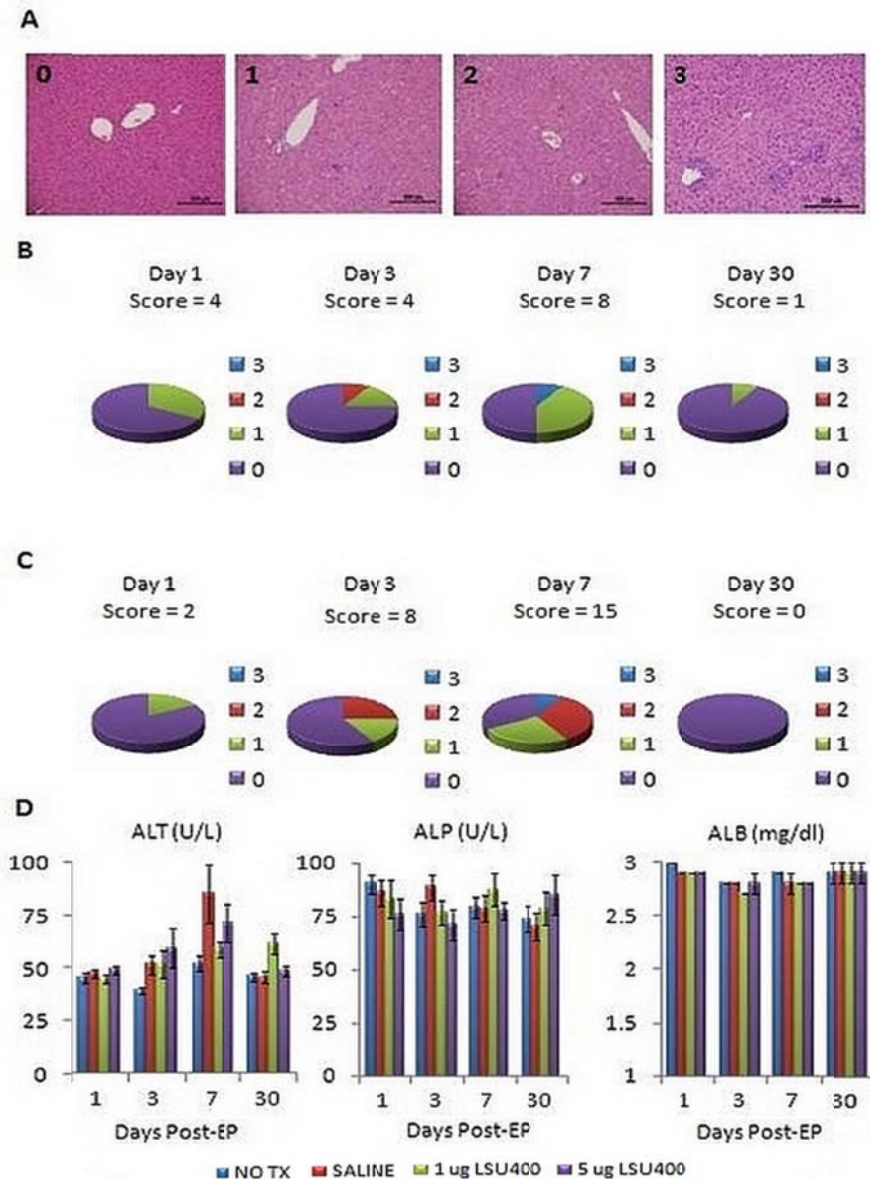 A
0 1 2 3
B
Day 1 Day 3 Day 7 Day 30
Score = 4 Score = 4 Score = 8 Score = 1
3 3 3 3
2 2 2 2
1 1 1 1
0 0 0 0
C
Day 1 Day 3 Day 7 Day 30
Score = 2 Score = 8 Score = 15 Score = 0
3 3 3 3
2 2 2 2
1 1 1 1
0 0 0 0
D
ALT (U/L) ALP (U/L) ALB (mg/dl)
100 100 3
75 75 2.5
50 50 2
25 25 1.5
0 0 1
1 3 7 30 1 3 7 30 1 3 7 30
Days Post-EP Days Post-EP Days Post-EP
NO TX SALINE 1 ug LSU400 5 ug LSU400